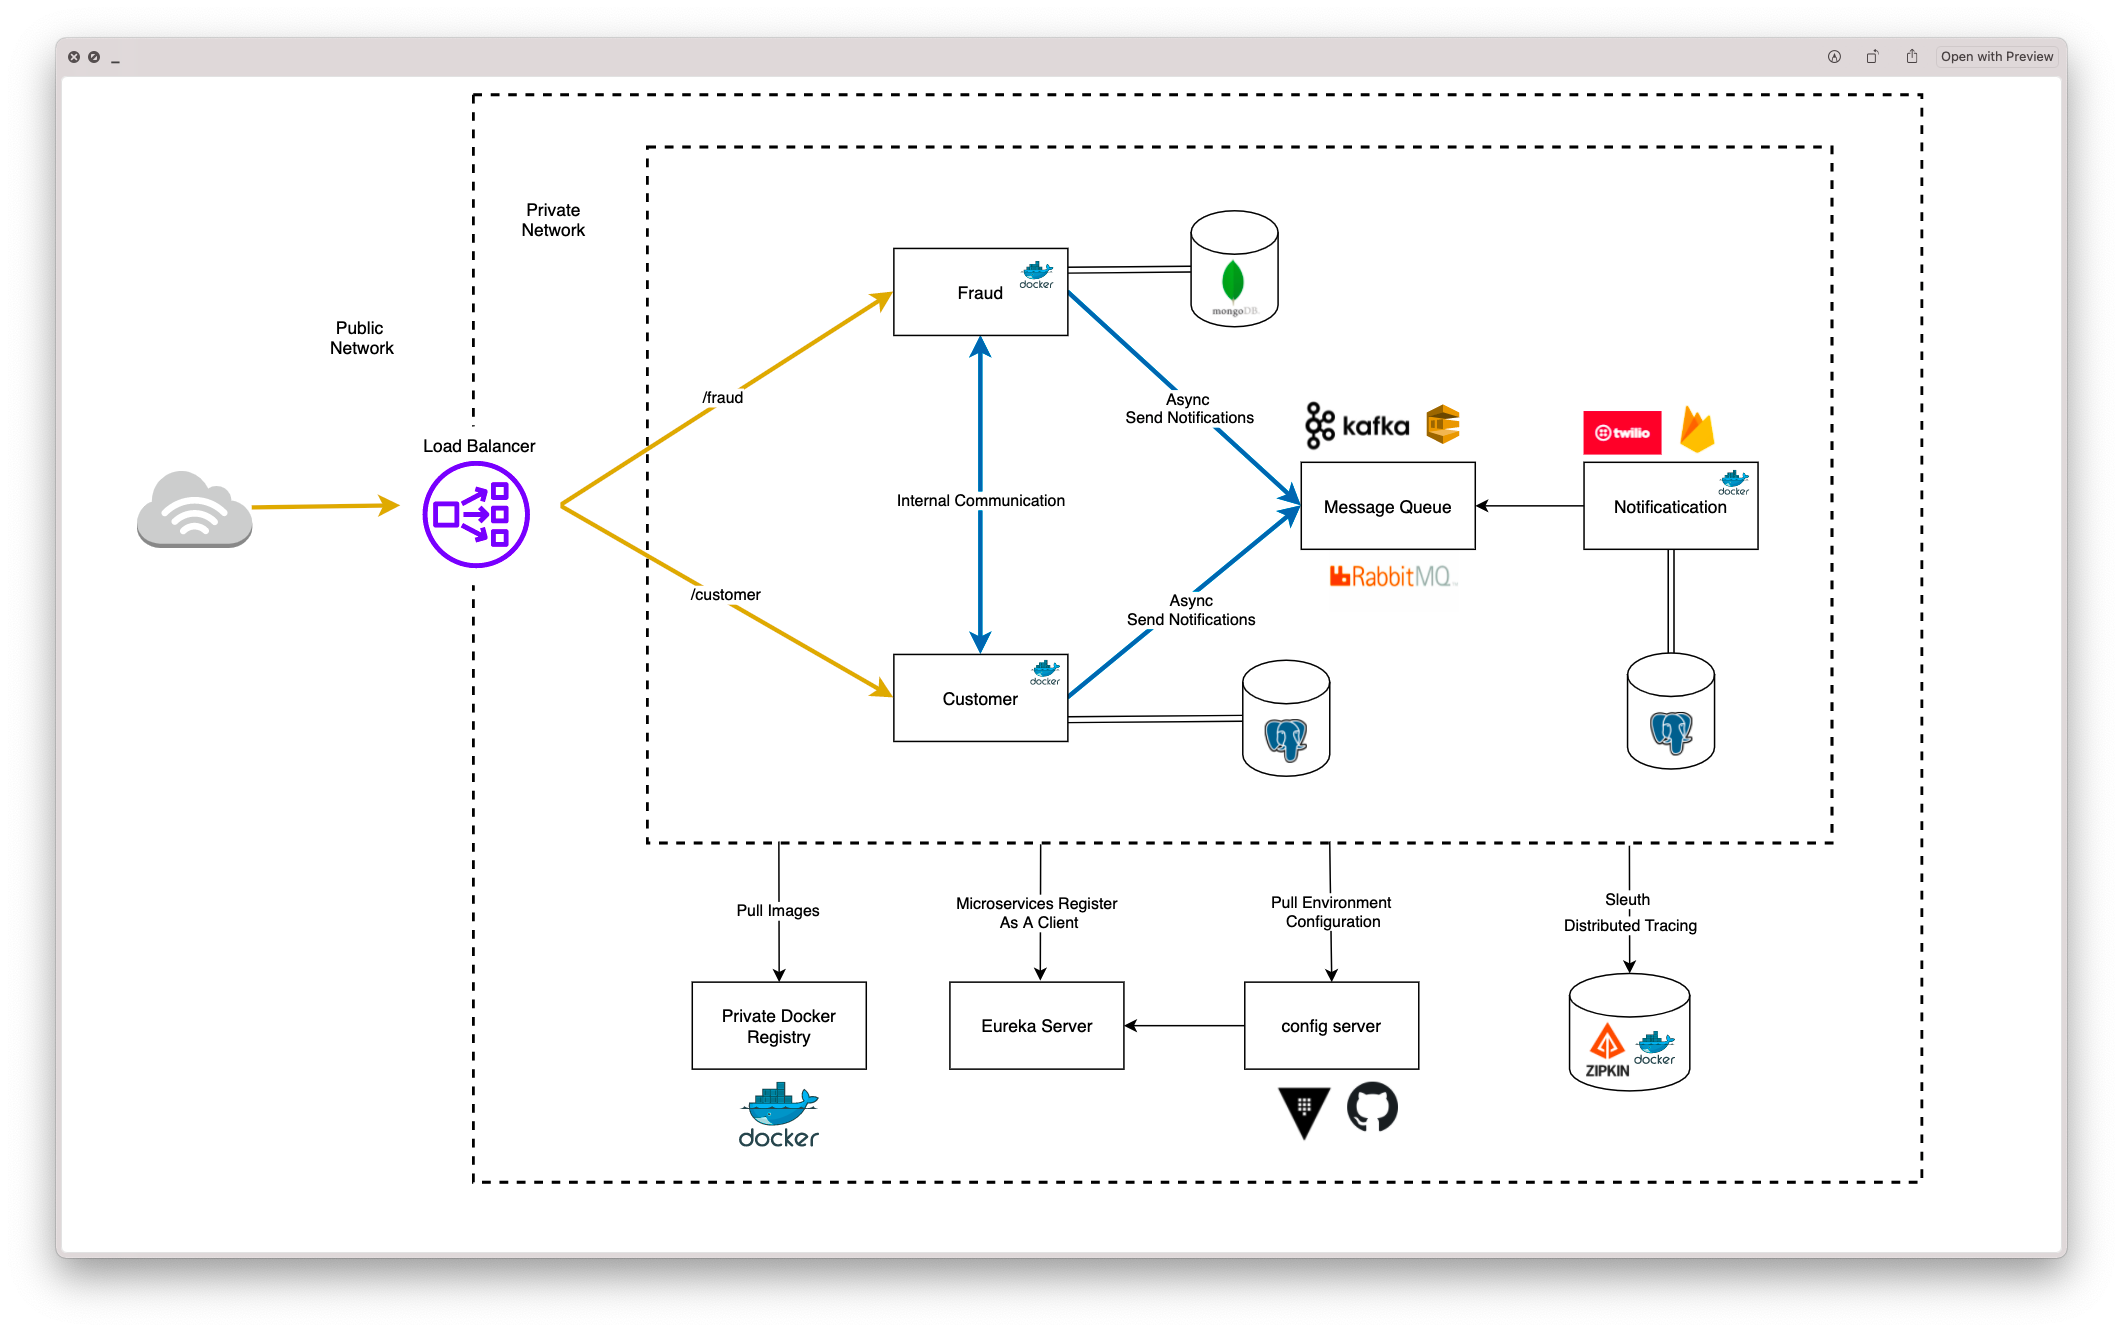 Open with Preview
Private
Network
Public
Network
docker
Fraud
mongoDB
/fraud
Async
Send Notifications
kafka
twilio
Load Balancer
docker
Internal Communication
Message Queue
Notificatication
RabbitMQ
/customer
Async
Send Notifications
docker
Customer
Pull Images
Microservices Register
As A Client
Pull Environment
Configuration
Sleuth
Distributed Tracing
Private Docker
Registry
Eureka Server
config server
ZIPKIN
docker
docker